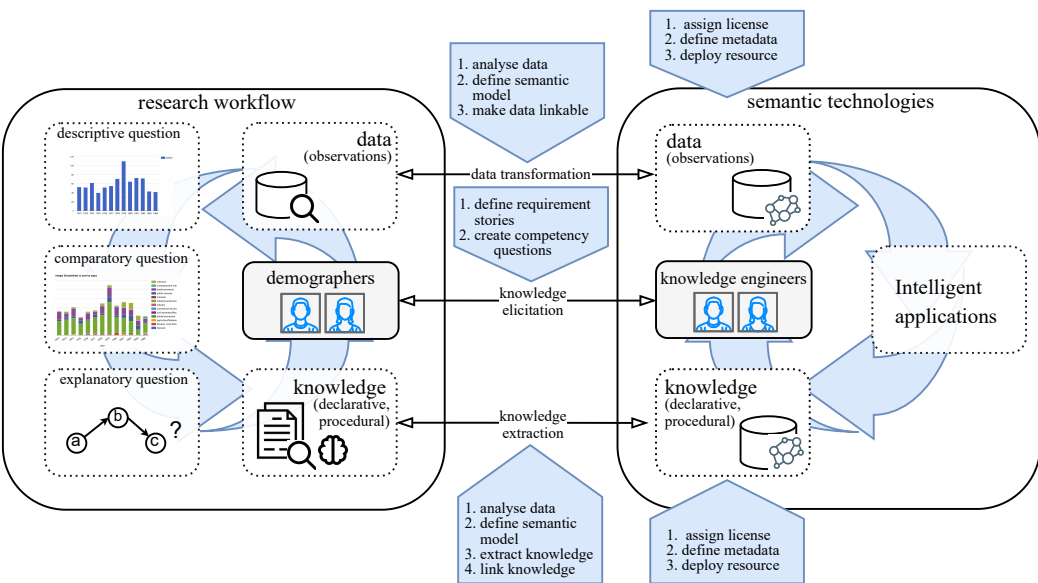 1. assign license
2. define metadata
3. deploy resource
1. analyse data
2. define semantic
model
3. make data linkable
research workflow
semantic technologies
descriptive question
data
(observations)
data
(observations)
data transformation
1. define requirement
stories
2. create competency
questions
comparatory question
demographers
knowledge engineers
Intelligent
applications
knowledge
elicitation
explanatory question
a
b
c
?
knowledge
(declarative,
procedural)
knowledge
(declarative,
procedural)
knowledge
extraction
1. analyse data
2. define semantic
model
3. extract knowledge
4. link knowledge
1. assign license
2. define metadata
3. deploy resource